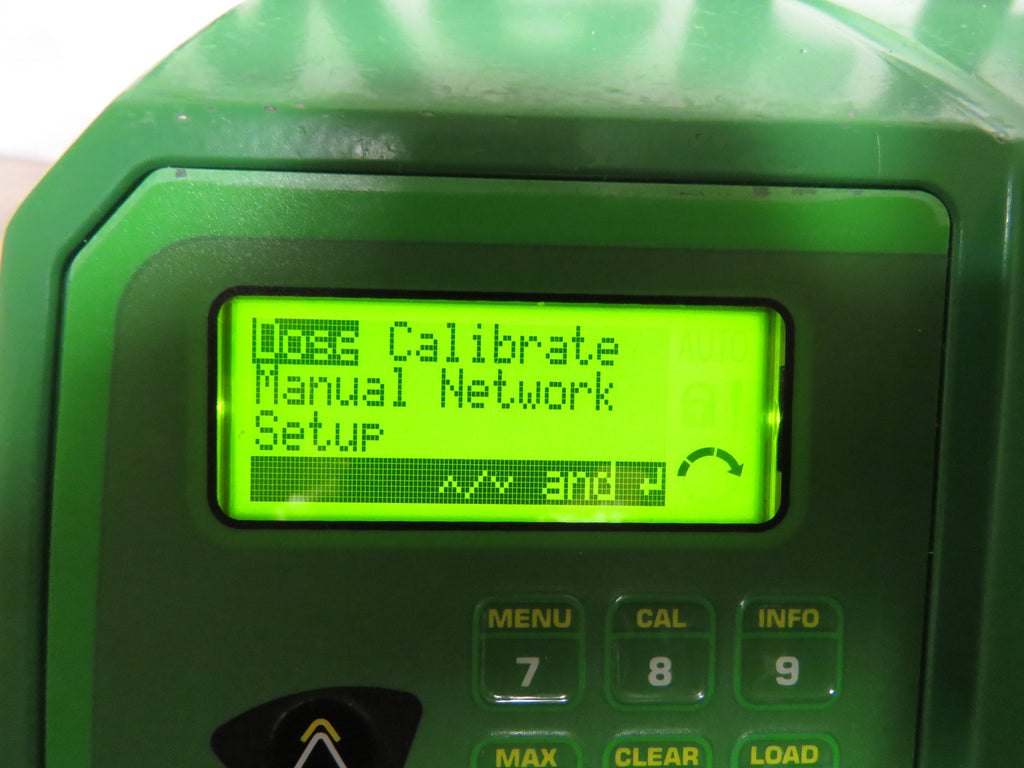 Dose Calibrate
Manual Network
Setup
^/v and ↵
AUTO
!
MENU CAL INFO
7 8 9
MAX CLEAR LOAD